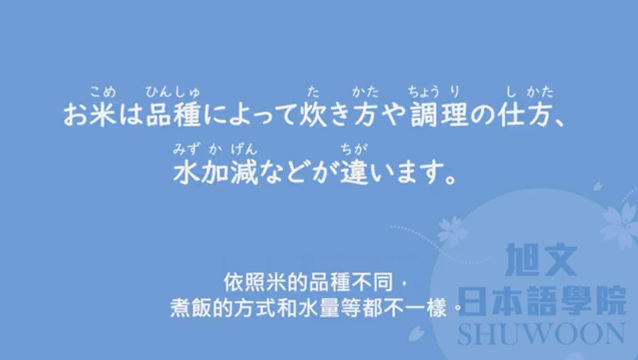 こめ ひんしゅ た かた ちょう り し かた
お米は品種によって炊き方や調理の仕方、
みず か げん ちが
水加減などが違います。
依照米的品種不同，
煮飯的方式和水量等都不一樣。
旭文
日本語學院
SHUWOON